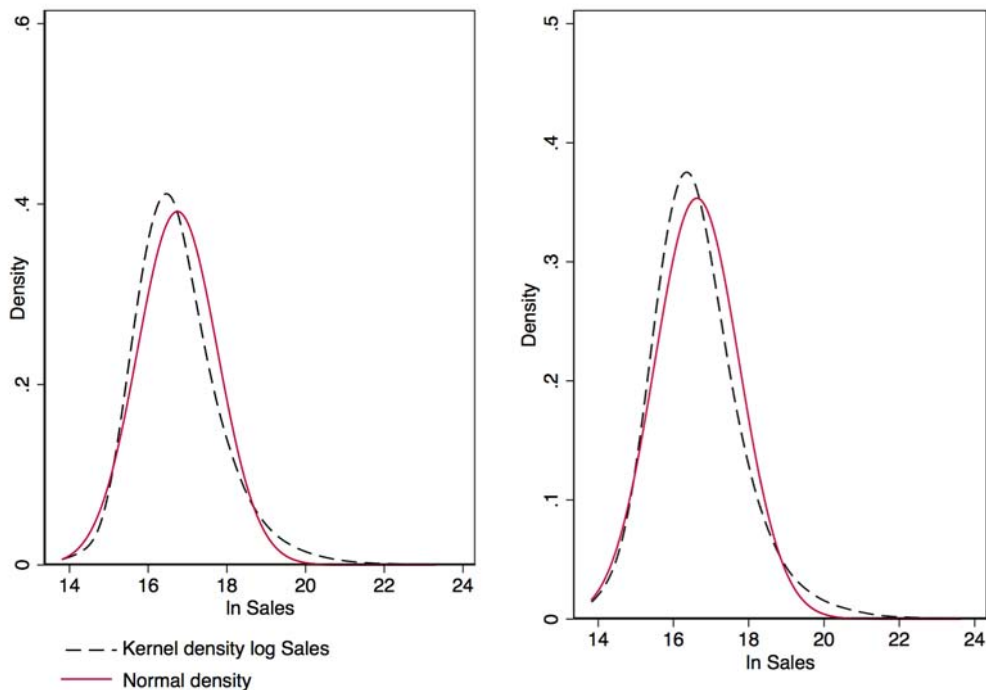 .6
.4
.2
0
Density
14 16 18 20 22 24
ln Sales
Kernel density log Sales
Normal density
.5
.4
.3
.2
.1
0
Density
14 16 18 20 22 24
ln Sales